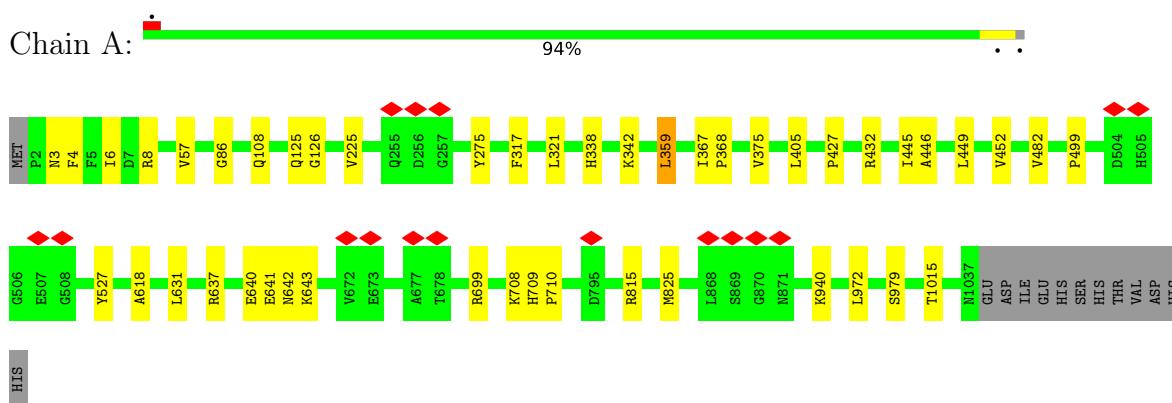 Chain A:
94%
MET P2 N3 F4 F5 I6 D7 R8 V57 G86 Q108 Q125 G126 V225 Q255 D256 G257 Y275 F317 L321 H338 K342 L359 I367 P368 V375 L405 P427 R432 I445 A446 L449 V452 V482 P499 D504 H505
G506 E507 G508 Y527 A618 L631 R637 E640 E641 N642 K643 V672 E673 A677 T678 R699 K708 H709 P710 D795 R815 M825 L868 S869 G870 N871 K940 L972 S979 T1015 N1037 GLU ASP ILE GLU HIS SER HIS THR VAL ASP HIS
HIS